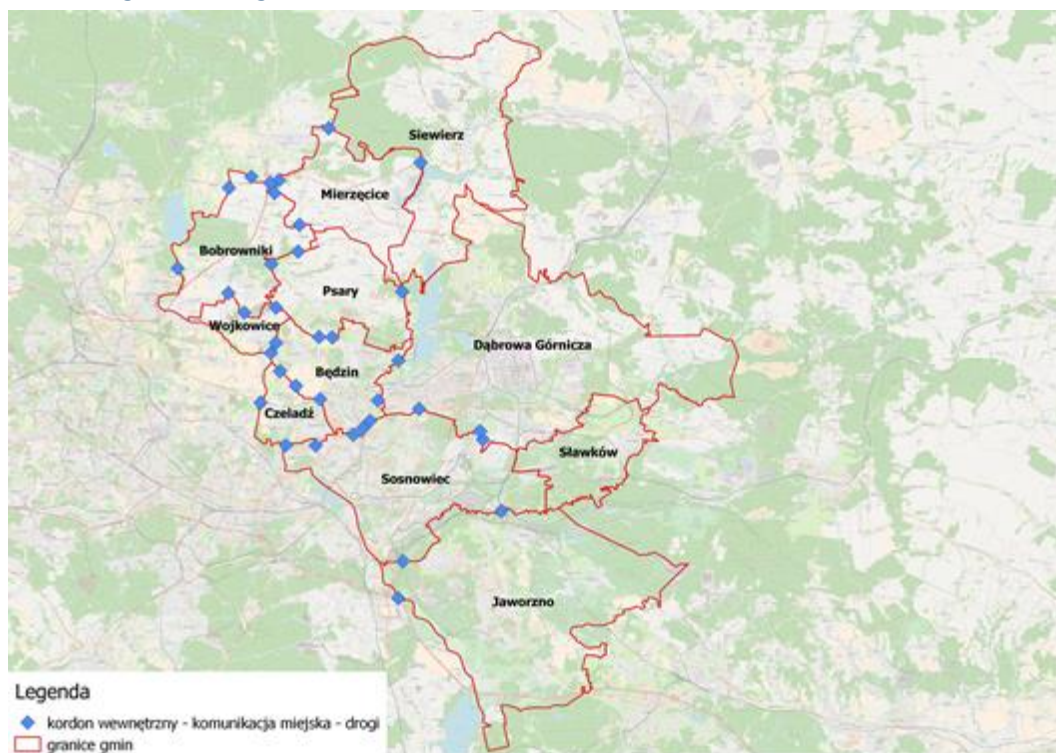 Siewierz
Mierzęcice
Bobrowniki
Psary
Wojkowice
Dąbrowa Górnicza
Będzin
Czeladź
Sławków
Sosnowiec
Jaworzno
Legenda
kordon wewnętrzny - komunikacja miejska - drogi
granice gmin